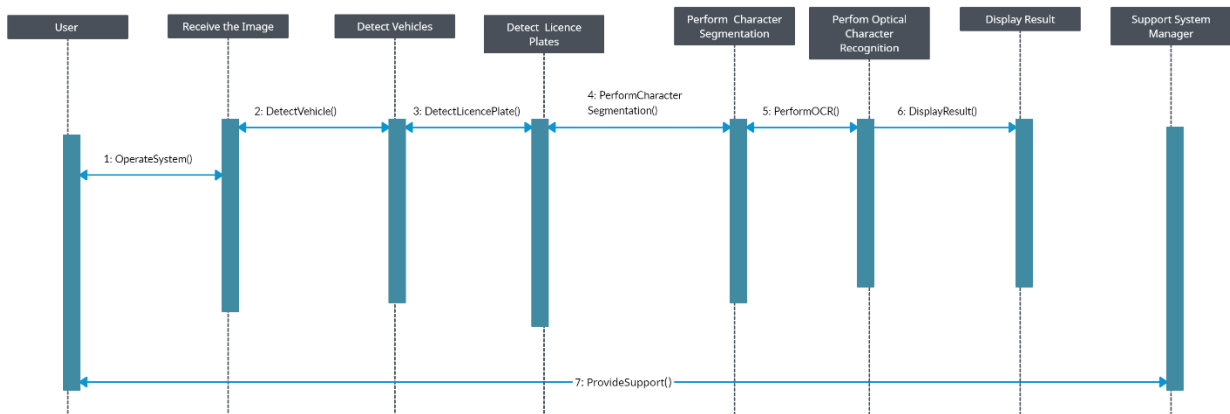 User
Receive the Image
Detect Vehicles
Detect Licence
Plates
Perform Character
Segmentation
Perfom Optical
Character
Recognition
Display Result
Support System
Manager
4: PerformCharacter
Segmentation()
2: DetectVehicle()
3: DetectLicencePlate()
5: PerformOCR()
6: DisplayResult()
1: OperateSystem()
7: ProvideSupport()